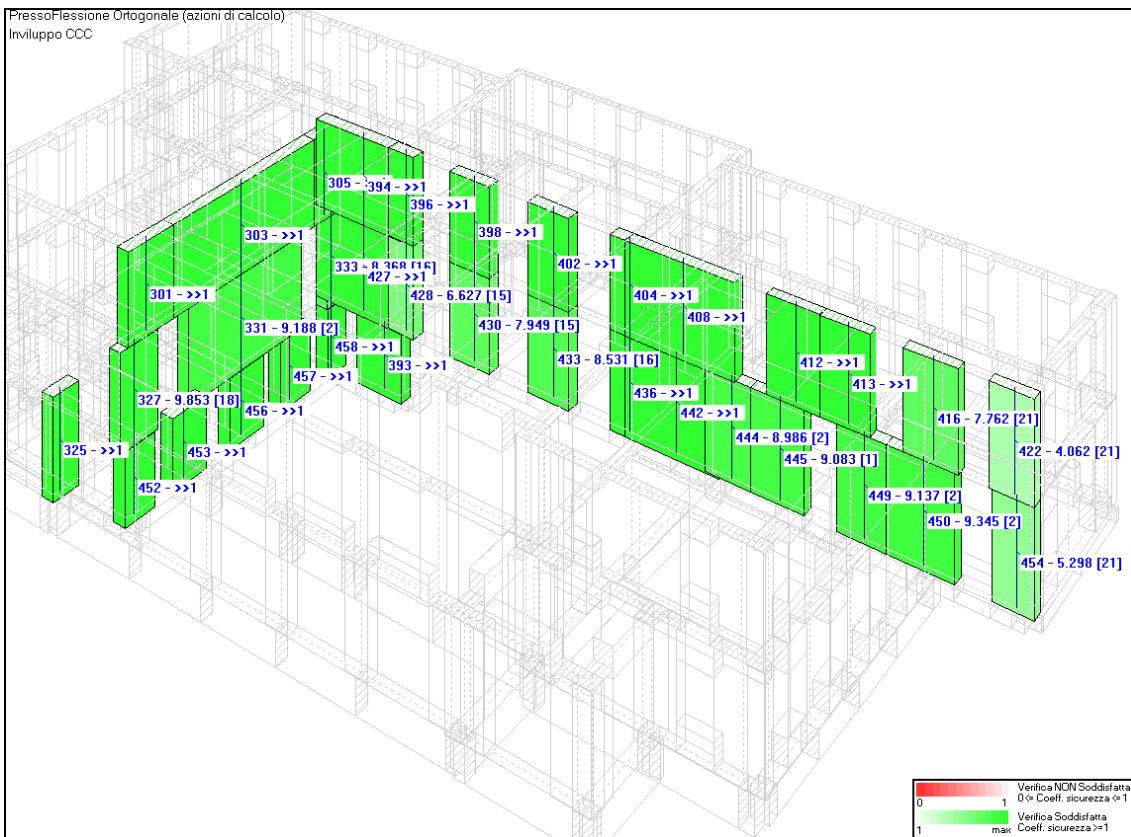 PressoFlessione Ortogonale (azioni di calcolo)
Inviluppo CCC
305 -
394 - >>1
396 - >>1
398 - >>1
303 - >>1
402 - >>1
333 - 8.368 [16]
427 - >>1
301 - >>1
428 - 6.627 [15]
404 - >>1
408 - >>1
331 - 9.188 [2]
430 - 7.949 [15]
458 - >>1
433 - 8.531 [16]
393 - >>1
412 - >>1
457 - >>1
413 - >>1
327 - 9.853 [18]
436 - >>1
456 - >>1
442 - >>1
416 - 7.762 [21]
444 - 8.986 [2]
325 - >>1
453 - >>1
422 - 4.062 [21]
445 - 9.083 [1]
452 - >>1
449 - 9.137 [2]
450 - 9.345 [2]
454 - 5.298 [21]
Verifica NON Soddisfatta
0<= Coeff. sicurezza <=1
0 1
Verifica Soddisfatta
Coeff. sicurezza >=1
1 max